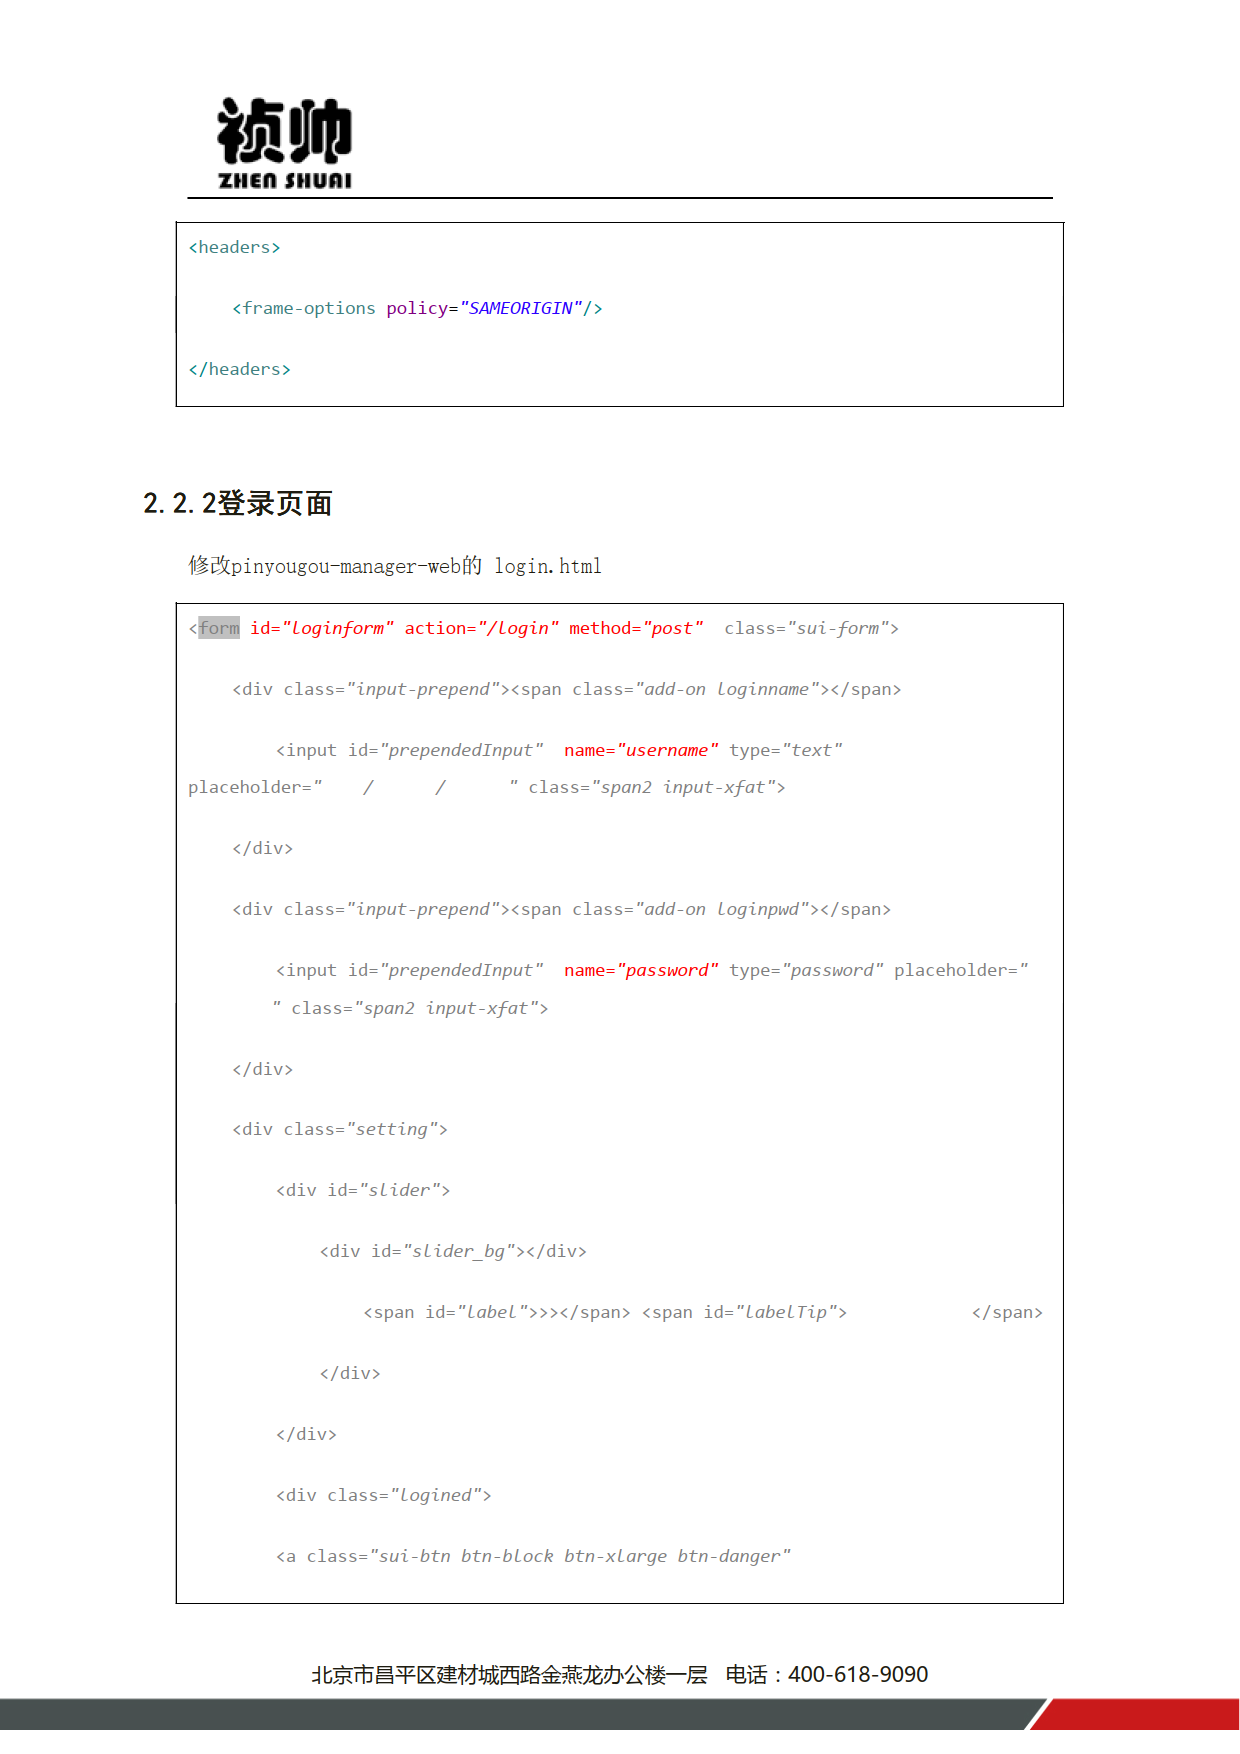 祯帅
ZHEN SHUAI
<headers>
<frame-options policy="SAMEORIGIN"/>
</headers>
2.2.2登录页面
修改pinyougou-manager-web的 login.html
<form id="loginform" action="/login" method="post"  class="sui-form">
<div class="input-prepend"><span class="add-on loginname"></span>
<input id="prependedInput"  name="username" type="text"
placeholder="    /      /      " class="span2 input-xfat">
</div>
<div class="input-prepend"><span class="add-on loginpwd"></span>
<input id="prependedInput"  name="password" type="password" placeholder="
" class="span2 input-xfat">
</div>
<div class="setting">
<div id="slider">
<div id="slider_bg"></div>
<span id="label">>></span> <span id="labelTip">            </span>
</div>
</div>
<div class="logined">
<a class="sui-btn btn-block btn-xlarge btn-danger"
北京市昌平区建材城西路金燕龙办公楼一层   电话：400-618-9090